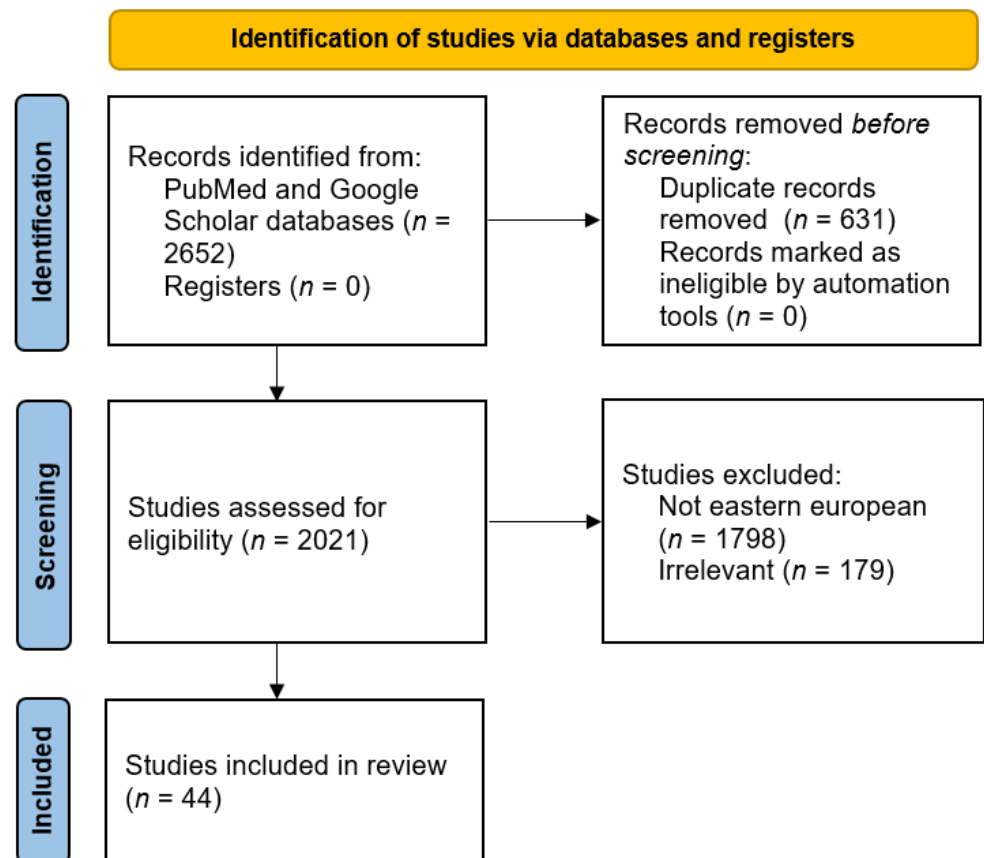 Identification of studies via databases and registers
Identification
Records identified from:
PubMed and Google
Scholar databases (n =
2652)
Registers (n = 0)
Records removed before
screening:
Duplicate records
removed (n = 631)
Records marked as
ineligible by automation
tools (n = 0)
Screening
Studies assessed for
eligibility (n = 2021)
Studies excluded:
Not eastern european
(n = 1798)
Irrelevant (n = 179)
Included
Studies included in review
(n = 44)